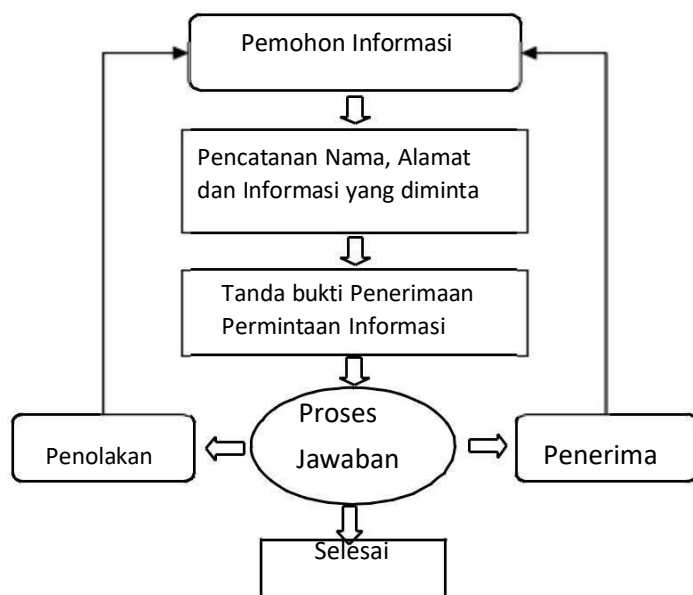 Pemohon Informasi
Pencatanan Nama, Alamat
dan Informasi yang diminta
Tanda bukti Penerimaan
Permintaan Informasi
Proses
Jawaban
Penolakan
Penerima
Selesai